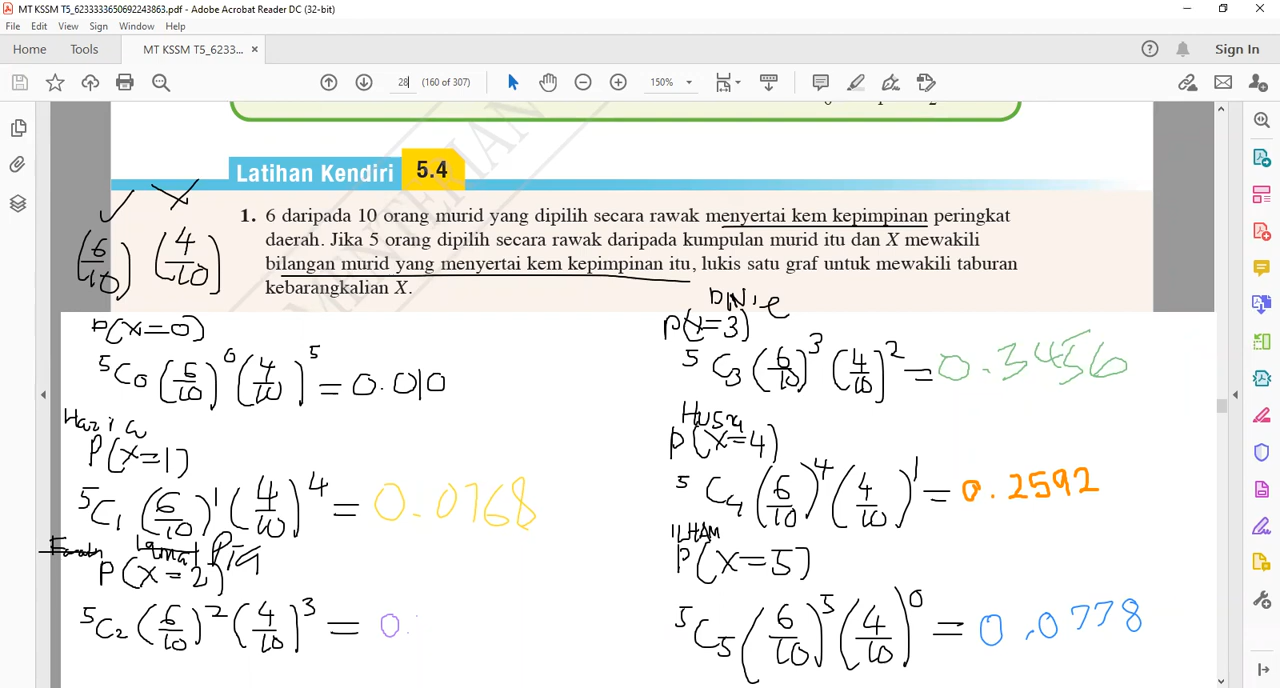 MT KSSM T5_6233333650692243863.pdf - Adobe Acrobat Reader DC (32-bit)
File Edit View Sign Window Help
Home Tools MT KSSM T5_6233... × Sign In
28 (160 of 307) 150%
Latihan Kendiri 5.4
1. 6 daripada 10 orang murid yang dipilih secara rawak menyertai kem kepimpinan peringkat
daerah. Jika 5 orang dipilih secara rawak daripada kumpulan murid itu dan X mewakili
bilangan murid yang menyertai kem kepimpinan itu, lukis satu graf untuk mewakili taburan
kebarangkalian X.
✓ ✗
(6/10) (4/10)
P(X=0)
⁵C₀ (6/10)⁰ (4/10)⁵ = 0.010
P(X=1)
⁵C₁ (6/10)¹ (4/10)⁴ = 0.0768
Pia
P(X=2)
⁵C₂ (6/10)² (4/10)³ = 0.
DINie
P(X=3)
⁵C₃ (6/10)³ (4/10)² = 0.3456
P(X=4)
⁵C₄ (6/10)⁴ (4/10)¹ = 0.2592
ILHAM
P(X=5)
⁵C₅ (6/10)⁵ (4/10)⁰ = 0.0778